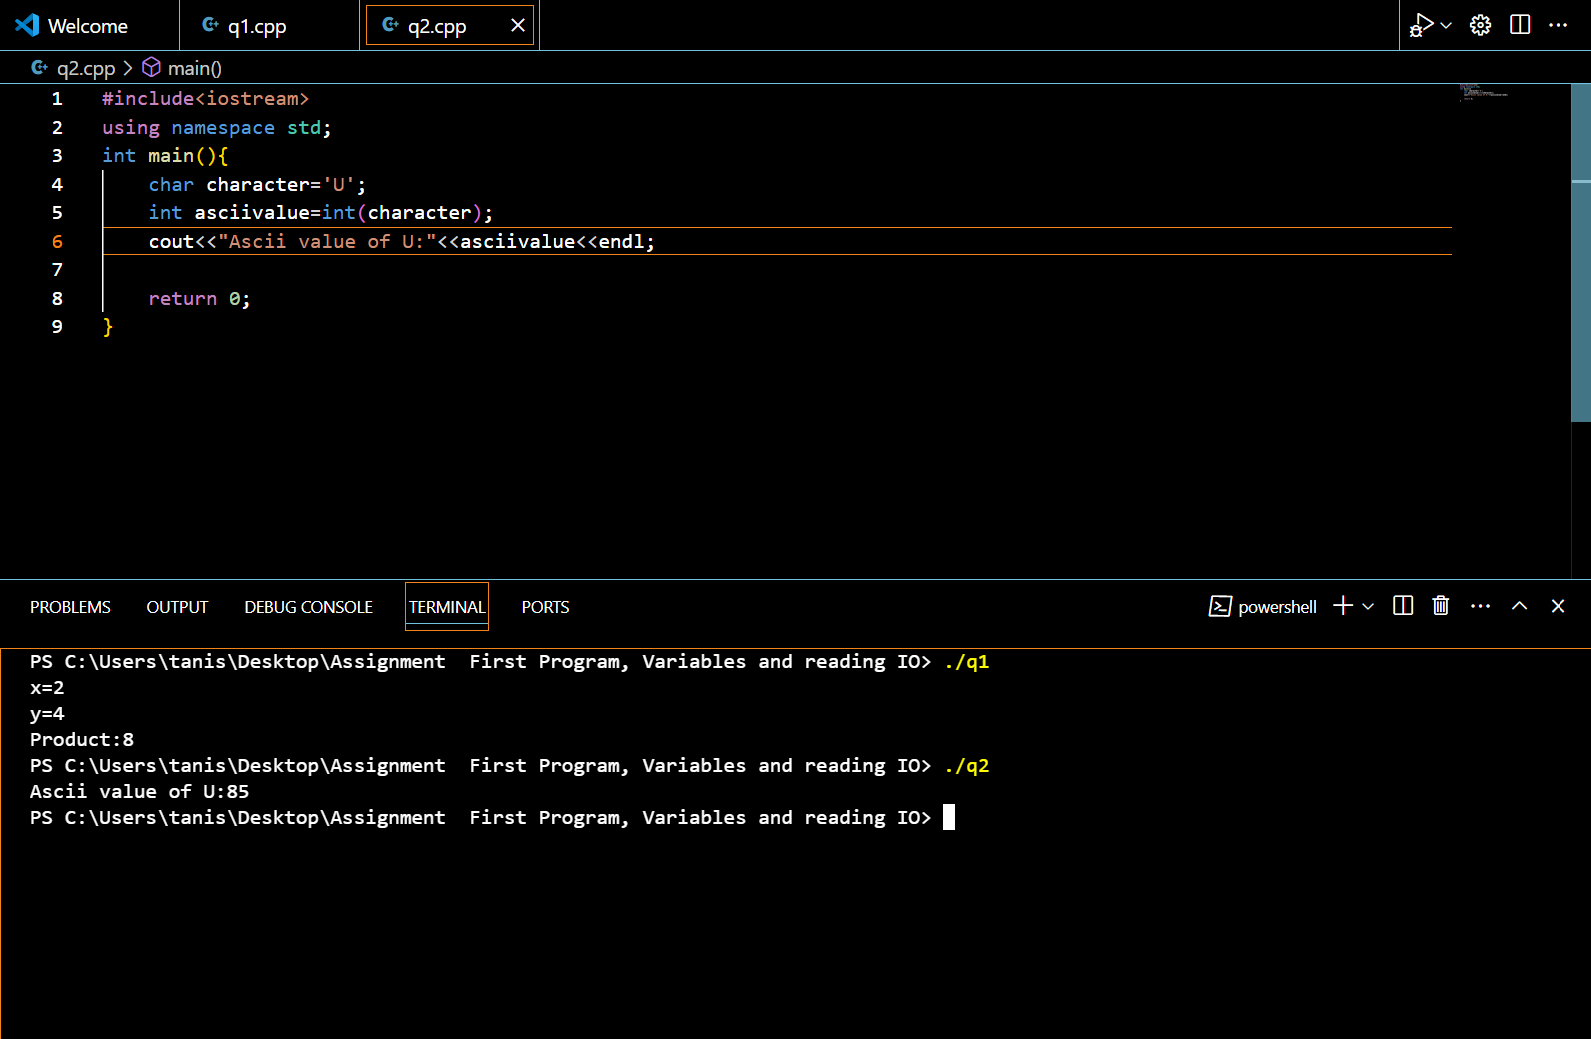 Welcome
q1.cpp
q2.cpp
q2.cpp > main()
1 #include<iostream>
2 using namespace std;
3 int main(){
4     char character='U';
5     int asciivalue=int(character);
6     cout<<"Ascii value of U:"<<asciivalue<<endl;
7
8     return 0;
9 }
PROBLEMS OUTPUT DEBUG CONSOLE TERMINAL PORTS powershell
PS C:\Users\tanis\Desktop\Assignment  First Program, Variables and reading IO> ./q1
x=2
y=4
Product:8
PS C:\Users\tanis\Desktop\Assignment  First Program, Variables and reading IO> ./q2
Ascii value of U:85
PS C:\Users\tanis\Desktop\Assignment  First Program, Variables and reading IO>